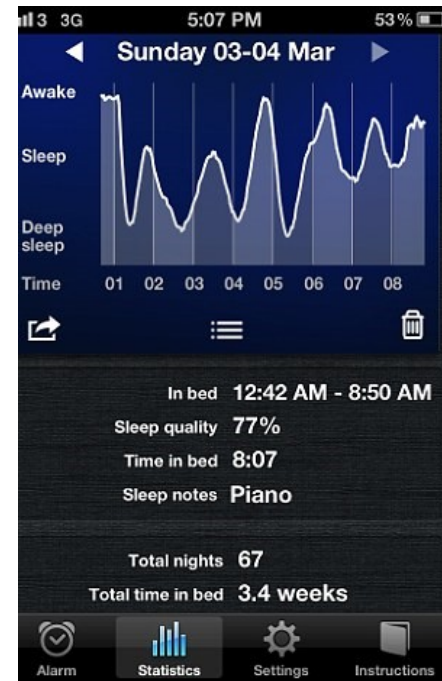 3 3G 5:07 PM 53%
Sunday 03-04 Mar
Awake
Sleep
Deep
sleep
Time 01 02 03 04 05 06 07 08
In bed 12:42 AM - 8:50 AM
Sleep quality 77%
Time in bed 8:07
Sleep notes Piano
Total nights 67
Total time in bed 3.4 weeks
Alarm Statistics Settings Instructions